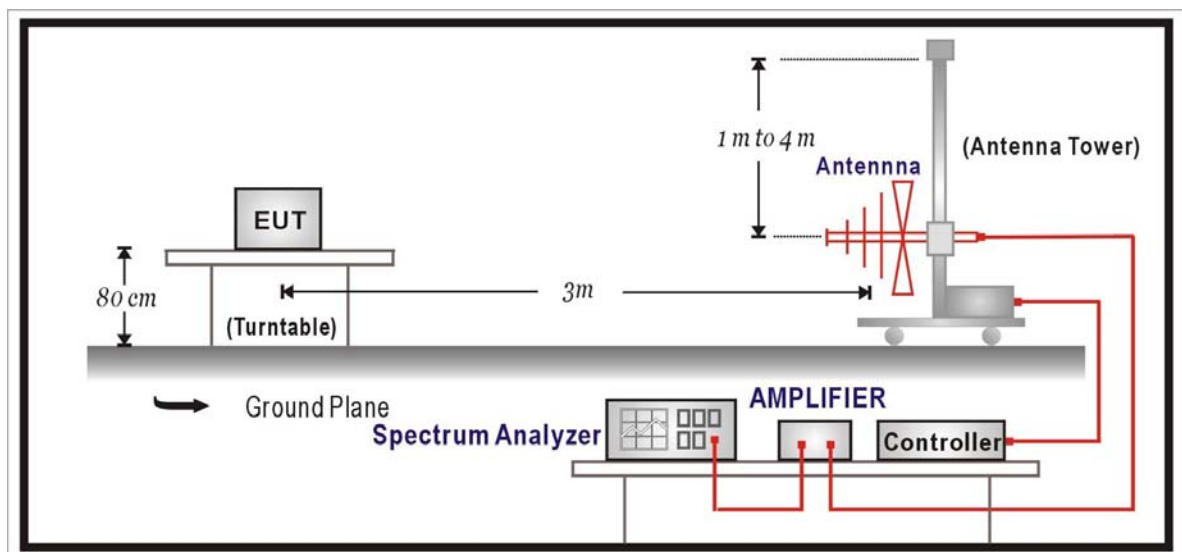 1 m to 4 m
(Antenna Tower)
Antennna
EUT
80 cm
3m
(Turntable)
Ground Plane
AMPLIFIER
Spectrum Analyzer
Controller